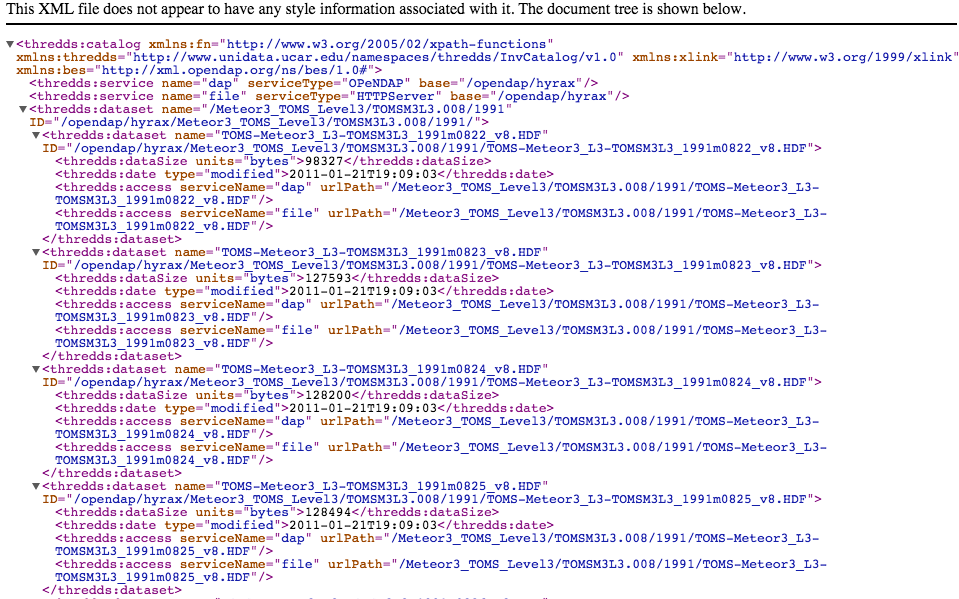 This XML file does not appear to have any style information associated with it. The document tree is shown below.
▼<thredds:catalog xmlns:fn="http://www.w3.org/2005/02/xpath-functions"
xmlns:thredds="http://www.unidata.ucar.edu/namespaces/thredds/InvCatalog/v1.0" xmlns:xlink="http://www.w3.org/1999/xlink"
xmlns:bes="http://xml.opendap.org/ns/bes/1.0#">
<thredds:service name="dap" serviceType="OPeNDAP" base="/opendap/hyrax"/>
<thredds:service name="file" serviceType="HTTPServer" base="/opendap/hyrax"/>
▼<thredds:dataset name="/Meteor3_TOMS_Level3/TOMSM3L3.008/1991"
ID="/opendap/hyrax/Meteor3_TOMS_Level3/TOMSM3L3.008/1991/">
▼<thredds:dataset name="TOMS-Meteor3_L3-TOMSM3L3_1991m0822_v8.HDF"
ID="/opendap/hyrax/Meteor3_TOMS_Level3/TOMSM3L3.008/1991/TOMS-Meteor3_L3-TOMSM3L3_1991m0822_v8.HDF">
<thredds:dataSize units="bytes">98327</thredds:dataSize>
<thredds:date type="modified">2011-01-21T19:09:03</thredds:date>
<thredds:access serviceName="dap" urlPath="/Meteor3_TOMS_Level3/TOMSM3L3.008/1991/TOMS-Meteor3_L3-
TOMSM3L3_1991m0822_v8.HDF"/>
<thredds:access serviceName="file" urlPath="/Meteor3_TOMS_Level3/TOMSM3L3.008/1991/TOMS-Meteor3_L3-
TOMSM3L3_1991m0822_v8.HDF"/>
</thredds:dataset>
▼<thredds:dataset name="TOMS-Meteor3_L3-TOMSM3L3_1991m0823_v8.HDF"
ID="/opendap/hyrax/Meteor3_TOMS_Level3/TOMSM3L3.008/1991/TOMS-Meteor3_L3-TOMSM3L3_1991m0823_v8.HDF">
<thredds:dataSize units="bytes">127593</thredds:dataSize>
<thredds:date type="modified">2011-01-21T19:09:03</thredds:date>
<thredds:access serviceName="dap" urlPath="/Meteor3_TOMS_Level3/TOMSM3L3.008/1991/TOMS-Meteor3_L3-
TOMSM3L3_1991m0823_v8.HDF"/>
<thredds:access serviceName="file" urlPath="/Meteor3_TOMS_Level3/TOMSM3L3.008/1991/TOMS-Meteor3_L3-
TOMSM3L3_1991m0823_v8.HDF"/>
</thredds:dataset>
▼<thredds:dataset name="TOMS-Meteor3_L3-TOMSM3L3_1991m0824_v8.HDF"
ID="/opendap/hyrax/Meteor3_TOMS_Level3/TOMSM3L3.008/1991/TOMS-Meteor3_L3-TOMSM3L3_1991m0824_v8.HDF">
<thredds:dataSize units="bytes">128200</thredds:dataSize>
<thredds:date type="modified">2011-01-21T19:09:03</thredds:date>
<thredds:access serviceName="dap" urlPath="/Meteor3_TOMS_Level3/TOMSM3L3.008/1991/TOMS-Meteor3_L3-
TOMSM3L3_1991m0824_v8.HDF"/>
<thredds:access serviceName="file" urlPath="/Meteor3_TOMS_Level3/TOMSM3L3.008/1991/TOMS-Meteor3_L3-
TOMSM3L3_1991m0824_v8.HDF"/>
</thredds:dataset>
▼<thredds:dataset name="TOMS-Meteor3_L3-TOMSM3L3_1991m0825_v8.HDF"
ID="/opendap/hyrax/Meteor3_TOMS_Level3/TOMSM3L3.008/1991/TOMS-Meteor3_L3-TOMSM3L3_1991m0825_v8.HDF">
<thredds:dataSize units="bytes">128494</thredds:dataSize>
<thredds:date type="modified">2011-01-21T19:09:03</thredds:date>
<thredds:access serviceName="dap" urlPath="/Meteor3_TOMS_Level3/TOMSM3L3.008/1991/TOMS-Meteor3_L3-
TOMSM3L3_1991m0825_v8.HDF"/>
<thredds:access serviceName="file" urlPath="/Meteor3_TOMS_Level3/TOMSM3L3.008/1991/TOMS-Meteor3_L3-
TOMSM3L3_1991m0825_v8.HDF"/>
</thredds:dataset>